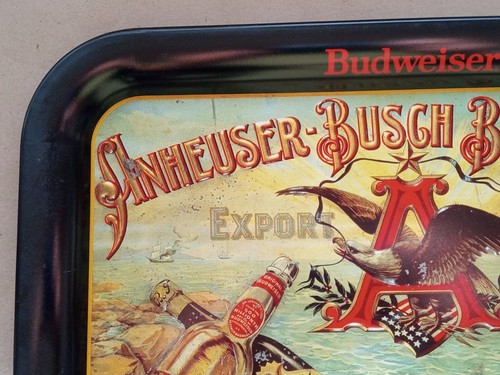 Budweiser
ANHEUSER-BUSCH B
EXPORT
A